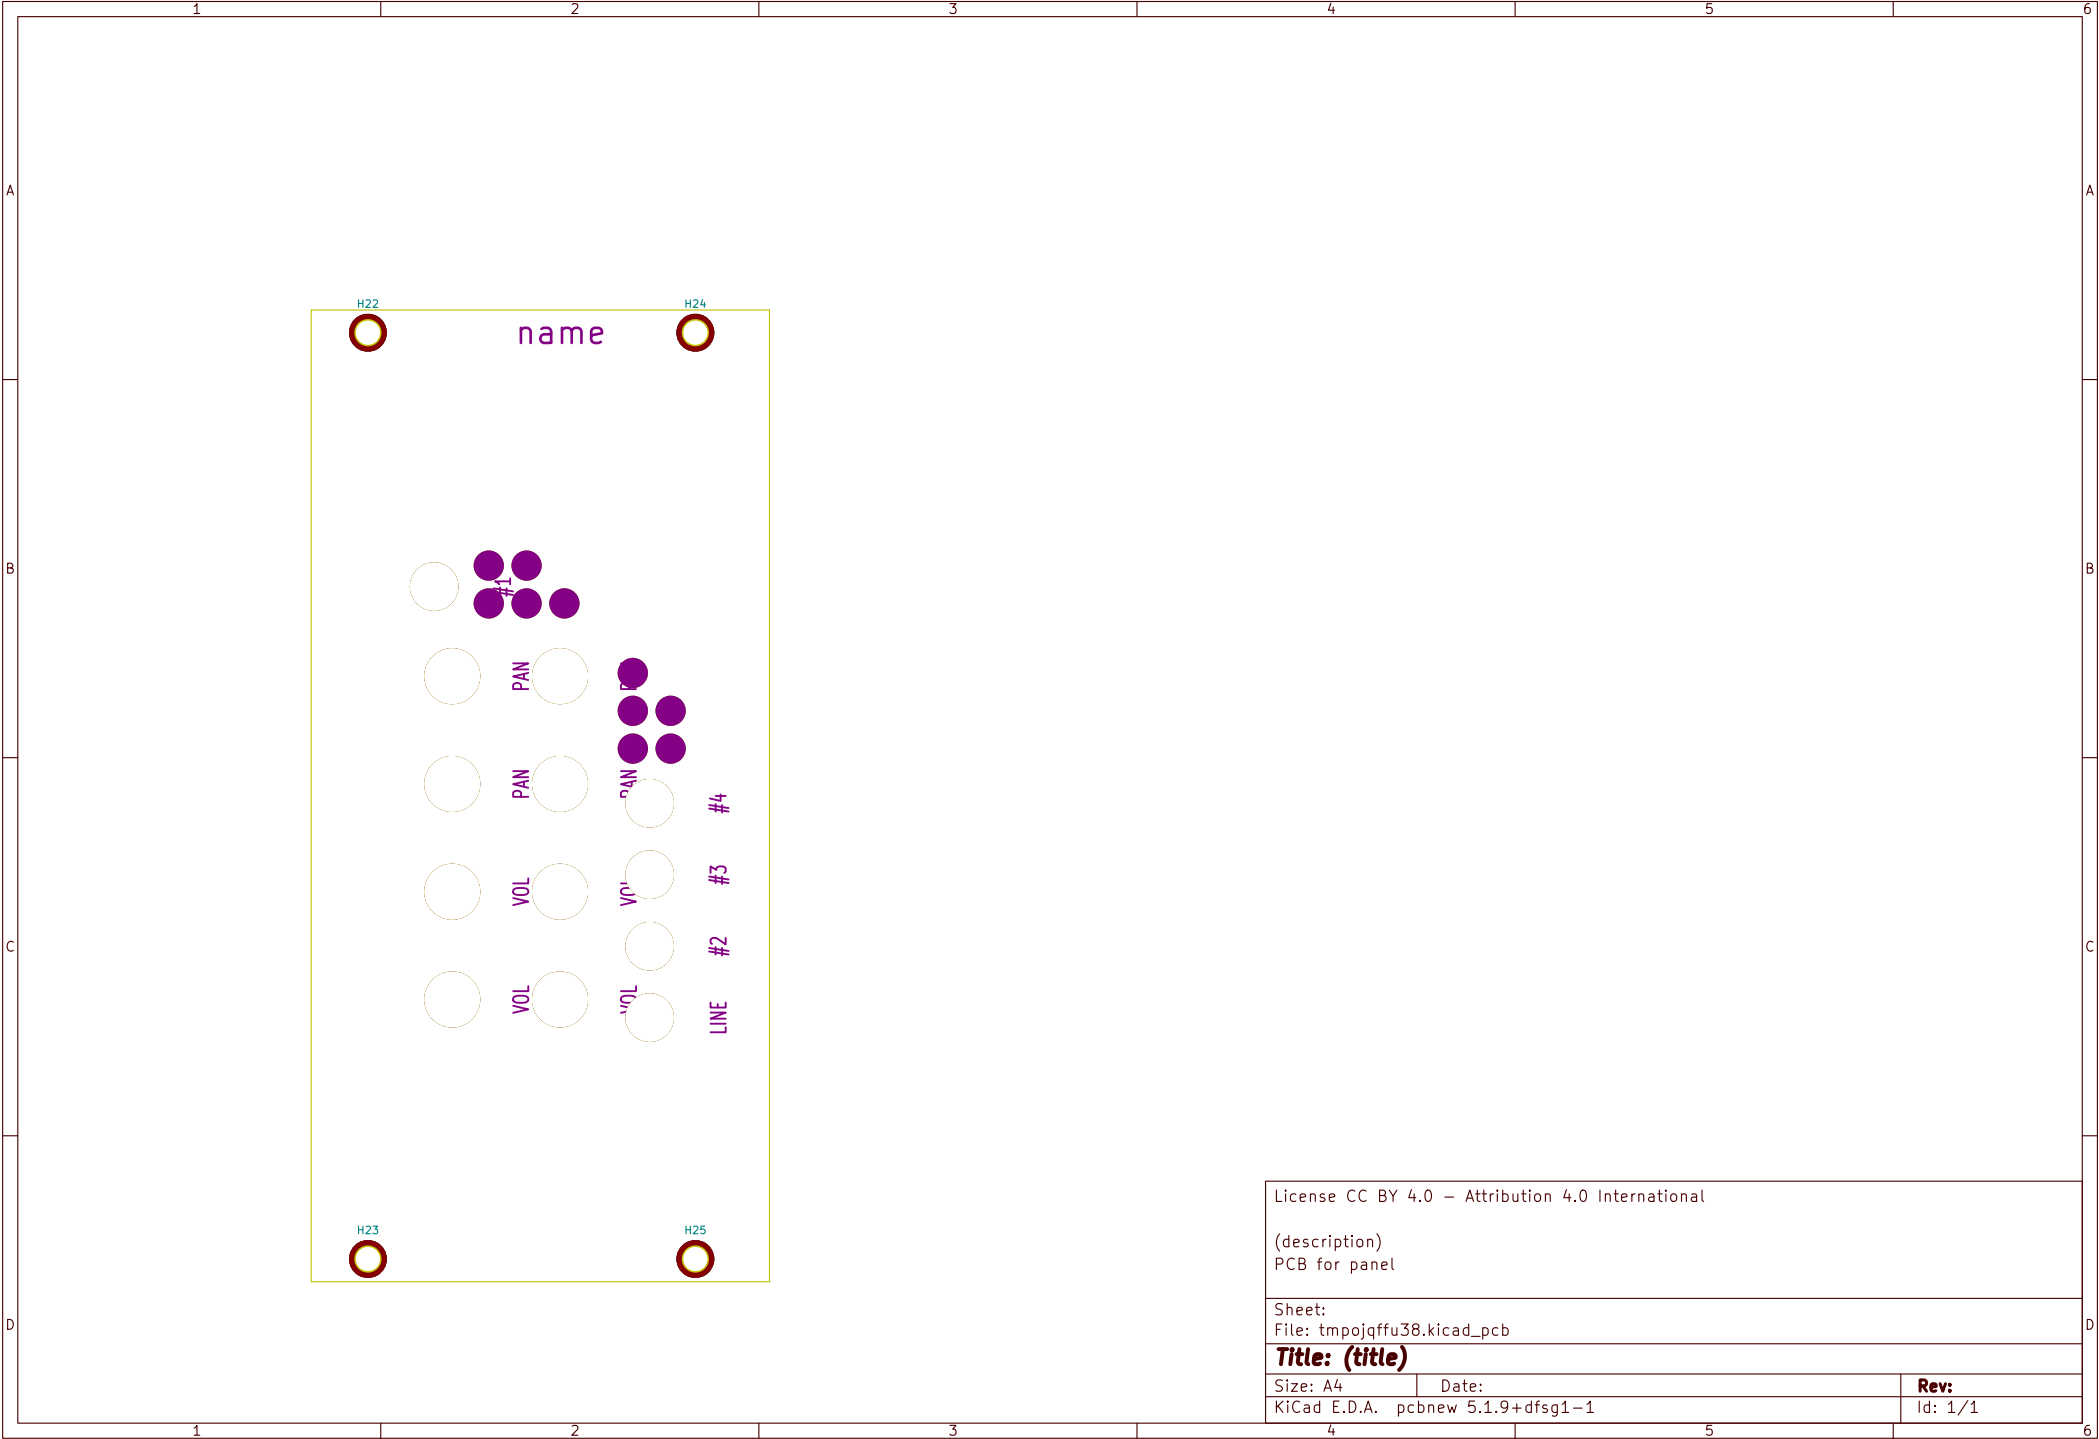 1 2 3 4 5 6
A A
H22 H24
name
B B
#1
PAN
PAN PAN
#4
VOL VOL #3
C C
#2
VOL VOL LINE
License CC BY 4.0 - Attribution 4.0 International
H23 H25
(description)
PCB for panel
Sheet:
D D
File: tmpojqffu38.kicad_pcb
Title: (title)
Size: A4 Date: Rev:
KiCad E.D.A. pcbnew 5.1.9+dfsg1-1 Id: 1/1
1 2 3 4 5 6